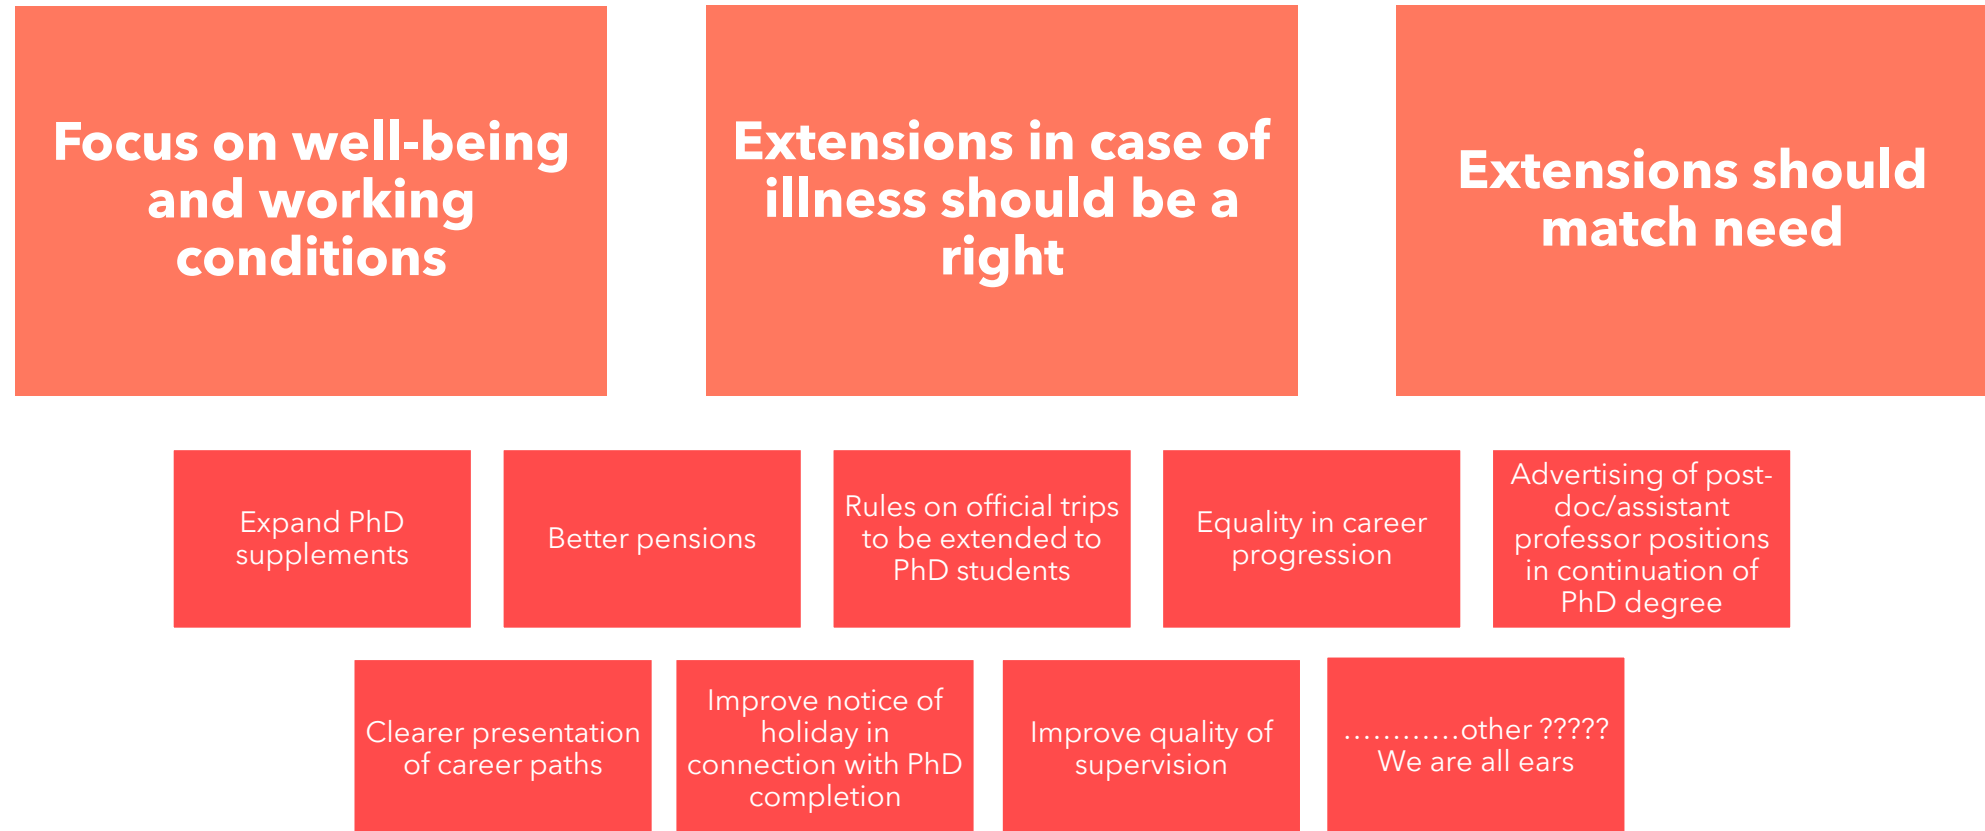 Focus on well-being
and working
conditions
Extensions in case of
illness should be a
right
Extensions should
match need
Expand PhD
supplements
Better pensions
Rules on official trips
to be extended to
PhD students
Equality in career
progression
Advertising of post-
doc/assistant
professor positions
in continuation of
PhD degree
Clearer presentation
of career paths
Improve notice of
holiday in
connection with PhD
completion
Improve quality of
supervision
…………other ?????
We are all ears